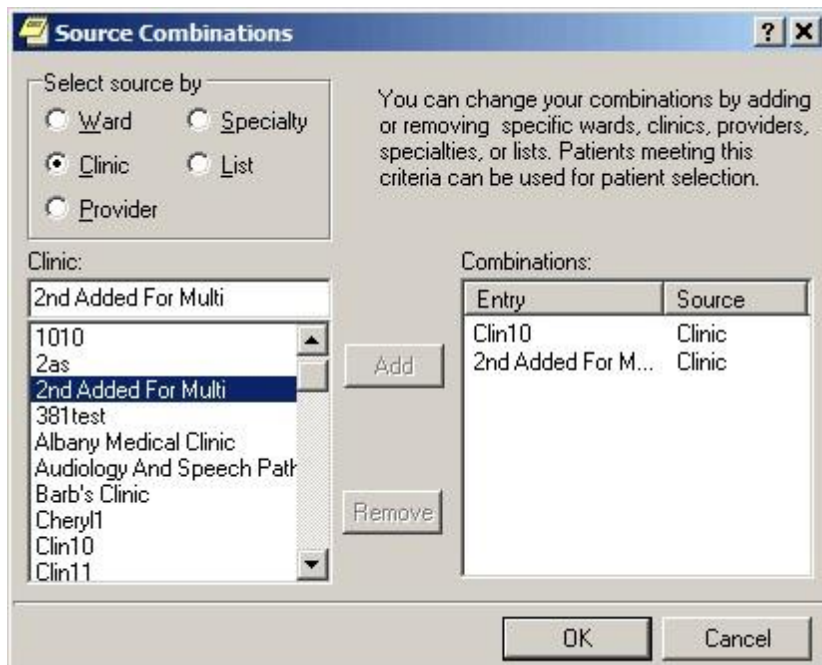 Source Combinations
Select source by
Ward Specialty
Clinic List
Provider
You can change your combinations by adding
or removing specific wards, clinics, providers,
specialties, or lists. Patients meeting this
criteria can be used for patient selection.
Clinic:
2nd Added For Multi
1010
2as
2nd Added For Multi
381test
Albany Medical Clinic
Audiology And Speech Path
Barb's Clinic
Cheryl1
Clin10
Clin11
Add
Remove
Combinations:
Entry Source
Clin10 Clinic
2nd Added For M... Clinic
OK Cancel